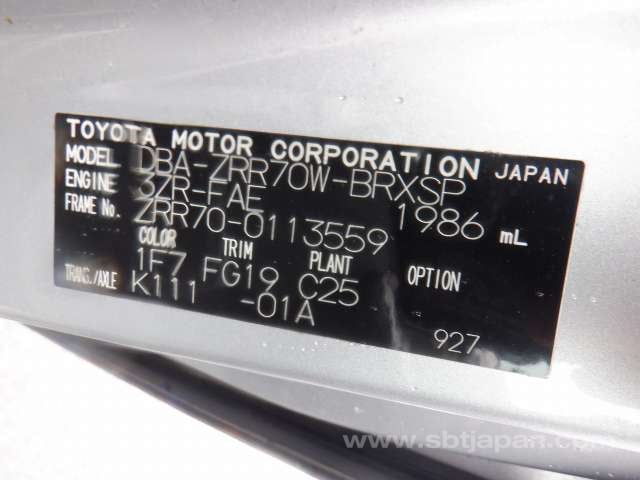 TOYOTA MOTOR CORPORATION JAPAN
MODEL DBA-ZRR70W-BRXSP
ENGINE 3ZR-FAE 1986 mL
FRAME No. ZRR70-0113559
COLOR TRIM PLANT OPTION
1F7 FG19 C25
TRANS./AXLE K111 -01A
927
www.sbtjapan.com